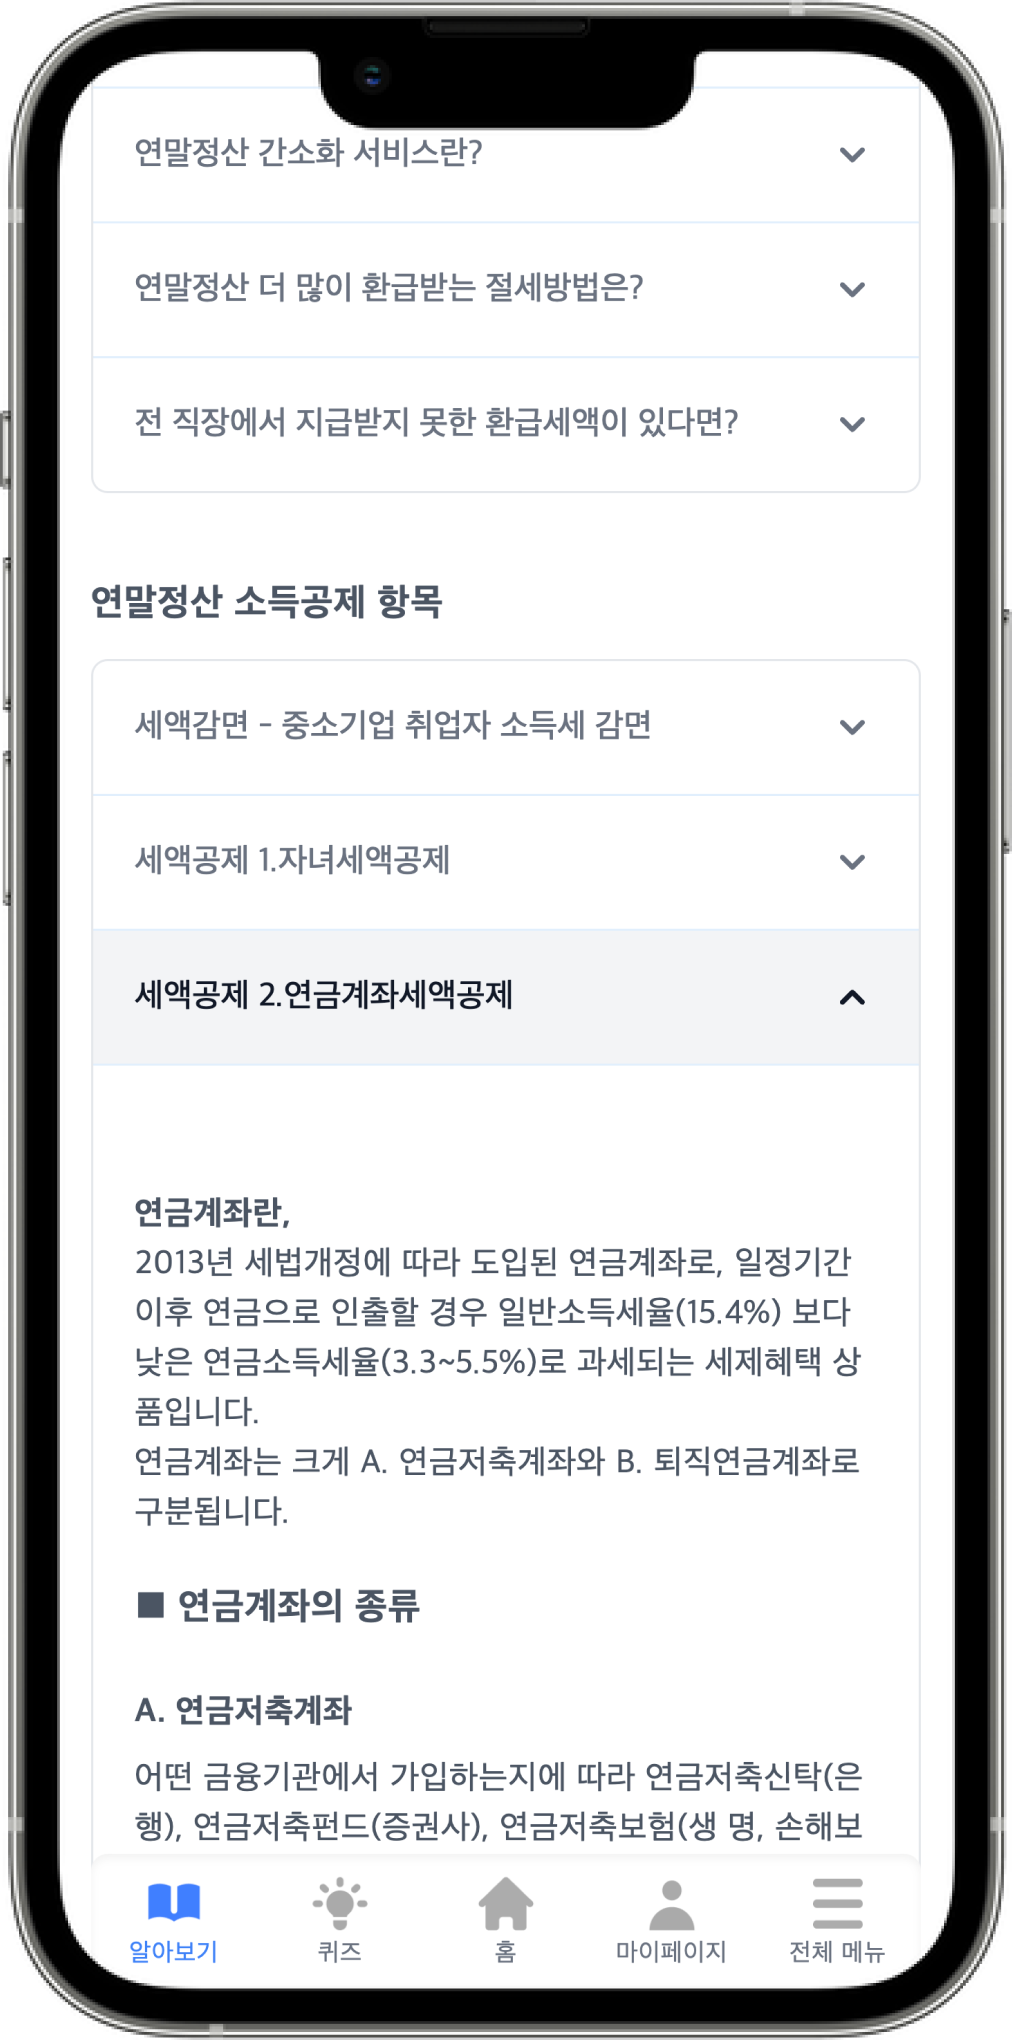 연말정산 간소화 서비스란?
연말정산 더 많이 환급받는 절세방법은?
전 직장에서 지급받지 못한 환급세액이 있다면?
연말정산 소득공제 항목
세액감면 - 중소기업 취업자 소득세 감면
세액공제 1.자녀세액공제
세액공제 2.연금계좌세액공제
연금계좌란,
2013년 세법개정에 따라 도입된 연금계좌로, 일정기간
이후 연금으로 인출할 경우 일반소득세율(15.4%) 보다
낮은 연금소득세율(3.3~5.5%)로 과세되는 세제혜택 상
품입니다.
연금계좌는 크게 A. 연금저축계좌와 B. 퇴직연금계좌로
구분됩니다.
■ 연금계좌의 종류
A. 연금저축계좌
어떤 금융기관에서 가입하는지에 따라 연금저축신탁(은
행), 연금저축펀드(증권사), 연금저축보험(생 명, 손해보
알아보기 퀴즈 홈 마이페이지 전체 메뉴